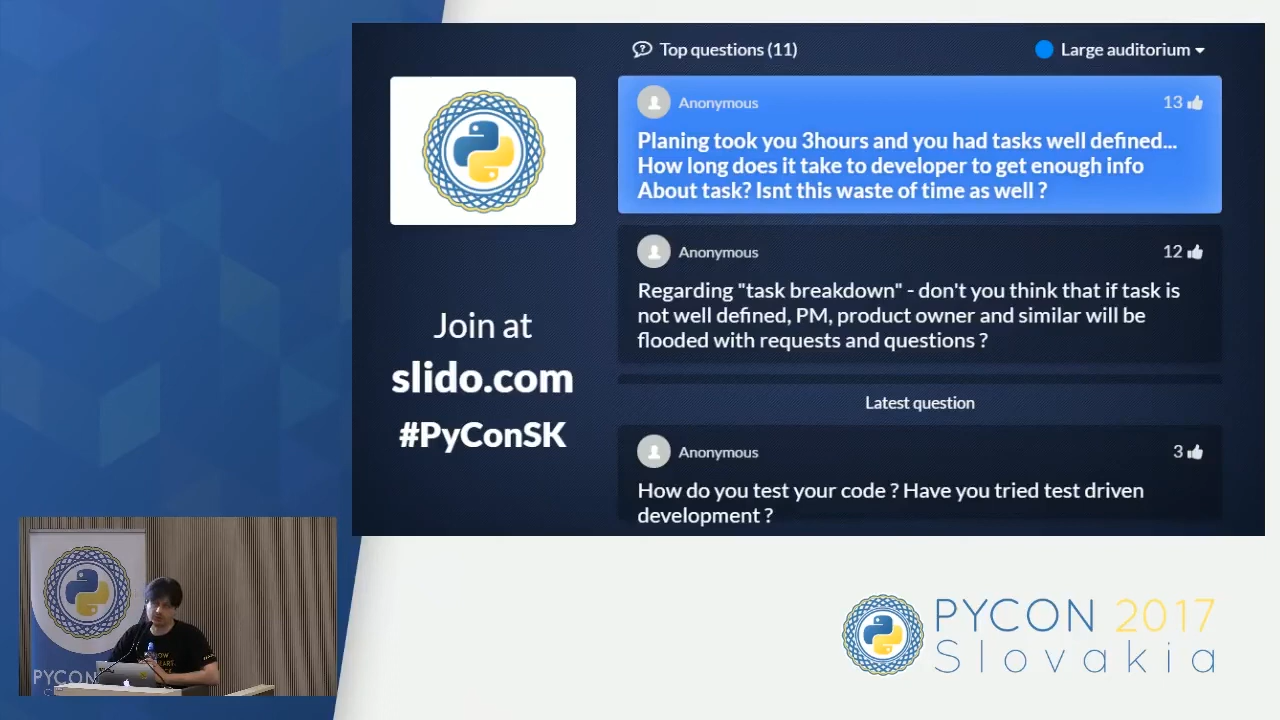 Top questions (11)
Large auditorium
Anonymous
13
Planing took you 3hours and you had tasks well defined...
How long does it take to developer to get enough info
About task? Isnt this waste of time as well ?
Anonymous
12
Regarding "task breakdown" - don't you think that if task is
not well defined, PM, product owner and similar will be
flooded with requests and questions ?
Join at
slido.com
#PyConSK
Latest question
Anonymous
3
How do you test your code ? Have you tried test driven
development ?
PYCON
PYCON 2017
Slovakia